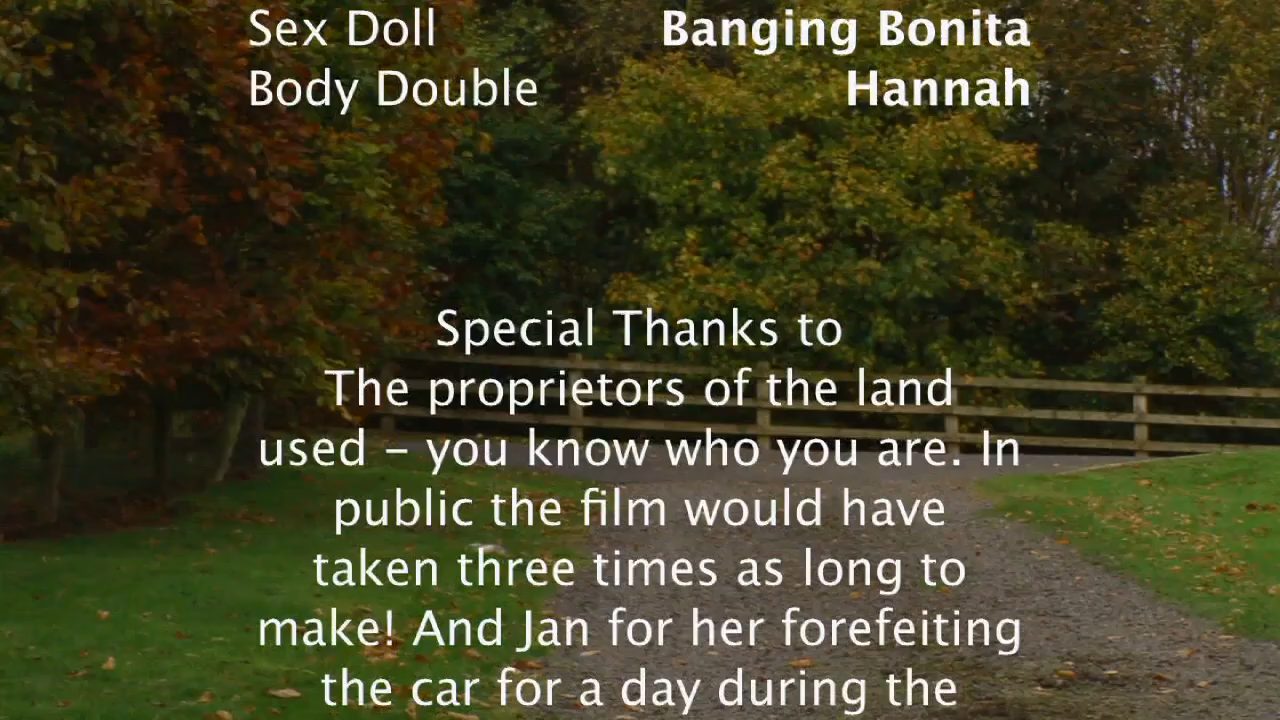 Sex Doll Banging Bonita
Body Double Hannah
Special Thanks to
The proprietors of the land
used – you know who you are. In
public the film would have
taken three times as long to
make! And Jan for her forefeiting
the car for a day during the